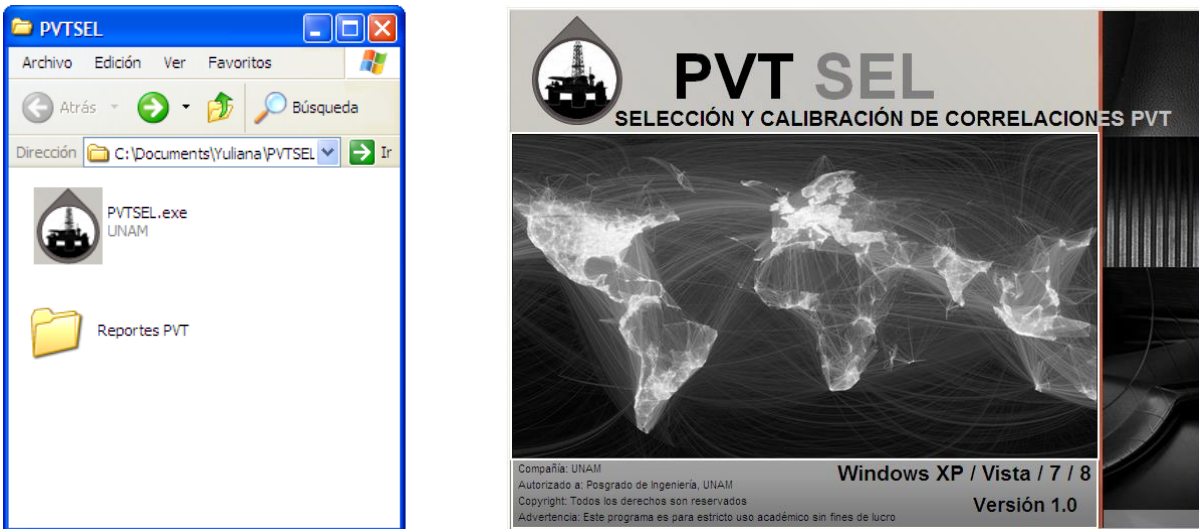 PVTSEL
Archivo Edición Ver Favoritos
Atrás Búsqueda
Dirección C:\Documents\Yuliana\PVTSEL Ir
PVTSEL.exe
UNAM
Reportes PVT
PVT SEL
SELECCIÓN Y CALIBRACIÓN DE CORRELACIONES PVT
Compañía: UNAM
Autorizado a: Posgrado de Ingeniería, UNAM
Copyright: Todos los derechos son reservados
Advertencia: Este programa es para estricto uso académico sin fines de lucro
Windows XP / Vista / 7 / 8
Versión 1.0